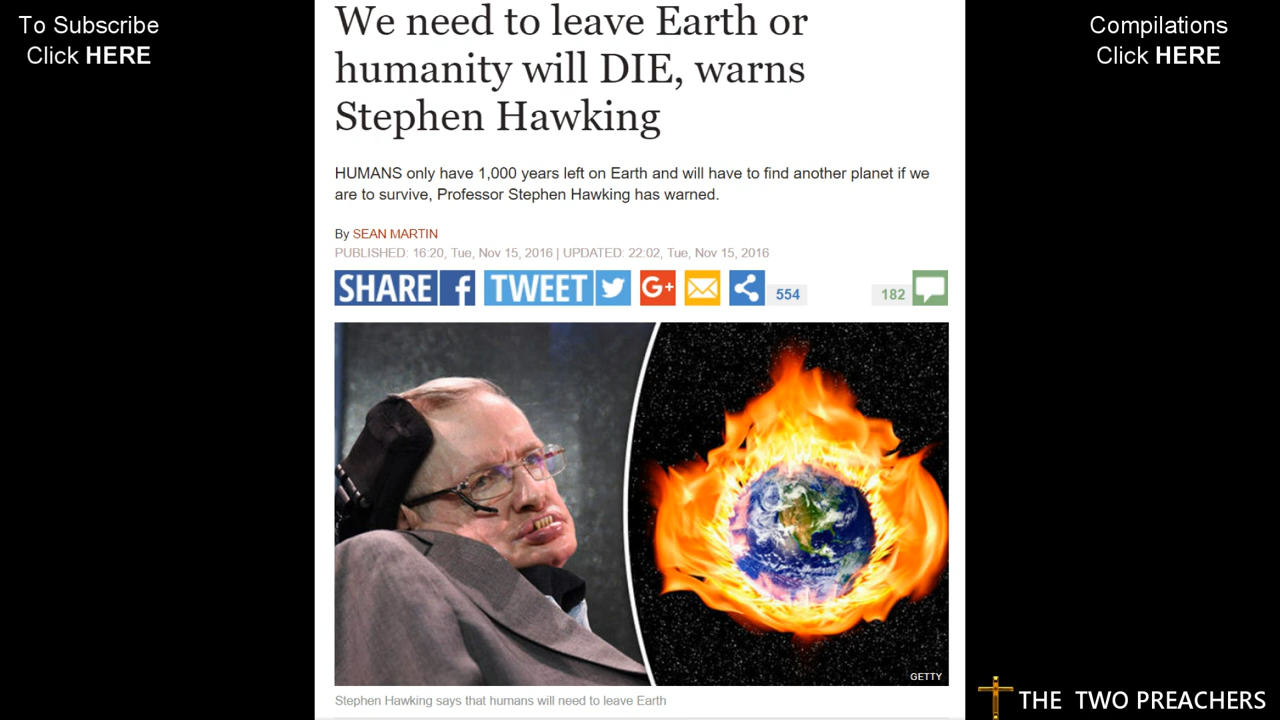 To Subscribe
Click HERE
We need to leave Earth or
humanity will DIE, warns
Stephen Hawking
Compilations
Click HERE
HUMANS only have 1,000 years left on Earth and will have to find another planet if we
are to survive, Professor Stephen Hawking has warned.
By SEAN MARTIN
PUBLISHED: 16:20, Tue, Nov 15, 2016 | UPDATED: 22:02, Tue, Nov 15, 2016
SHARE f TWEET G+ 554 182
GETTY
Stephen Hawking says that humans will need to leave Earth
THE TWO PREACHERS